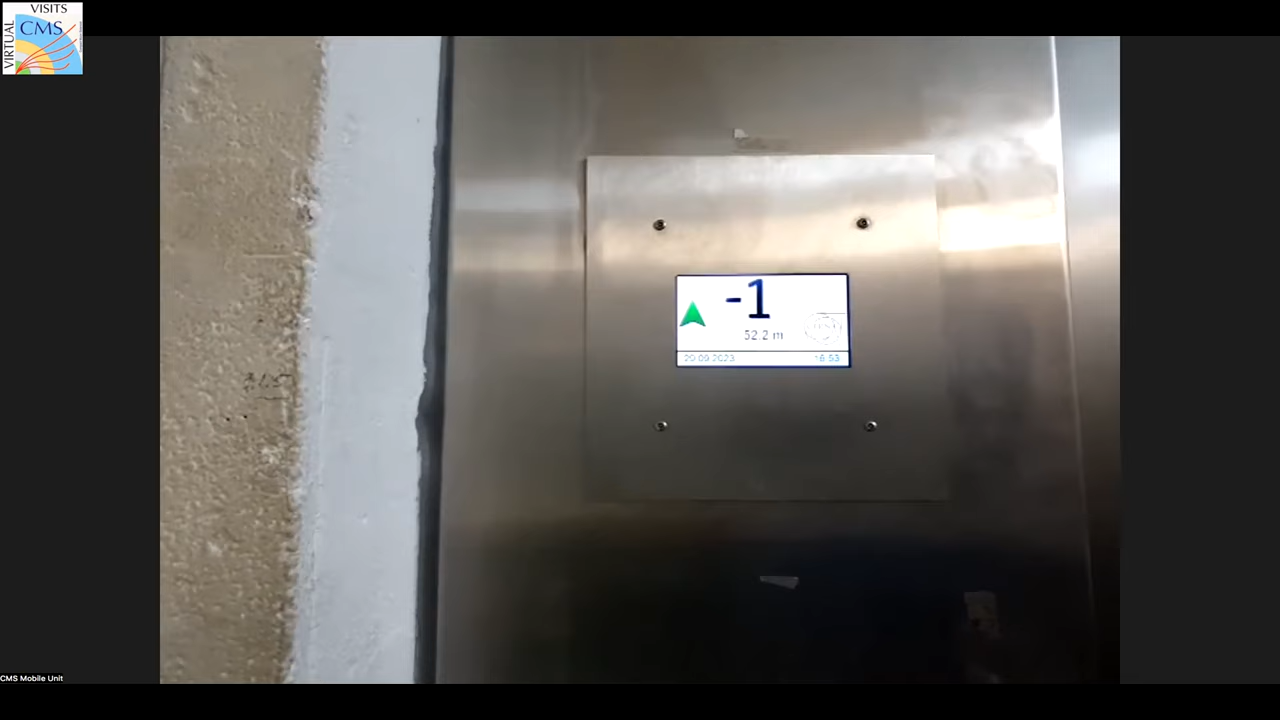 VISITS
VIRTUAL
CMS
-1
52.2 m
20.09.2023
16:53
CMS Mobile Unit